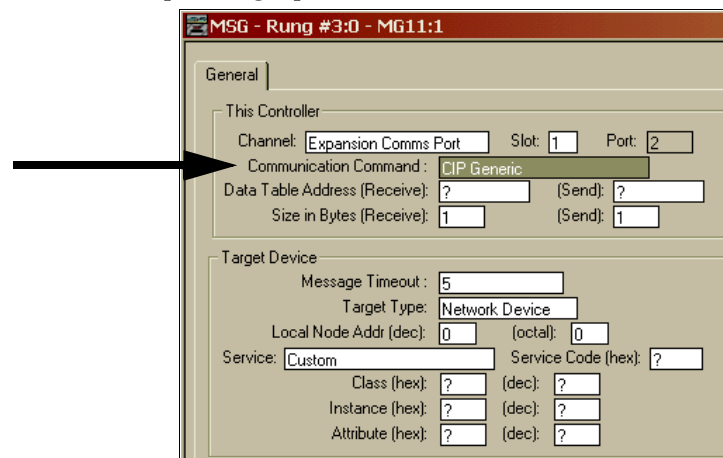 MSG - Rung #3:0 - MG11:1
General
This Controller
Channel: Expansion Comms Port Slot: 1 Port: 2
Communication Command : CIP Generic
Data Table Address (Receive): ? (Send): ?
Size in Bytes (Receive): 1 (Send): 1
Target Device
Message Timeout : 5
Target Type: Network Device
Local Node Addr (dec): 0 (octal): 0
Service: Custom Service Code (hex): ?
Class (hex): ? (dec): ?
Instance (hex): ? (dec): ?
Attribute (hex): ? (dec): ?